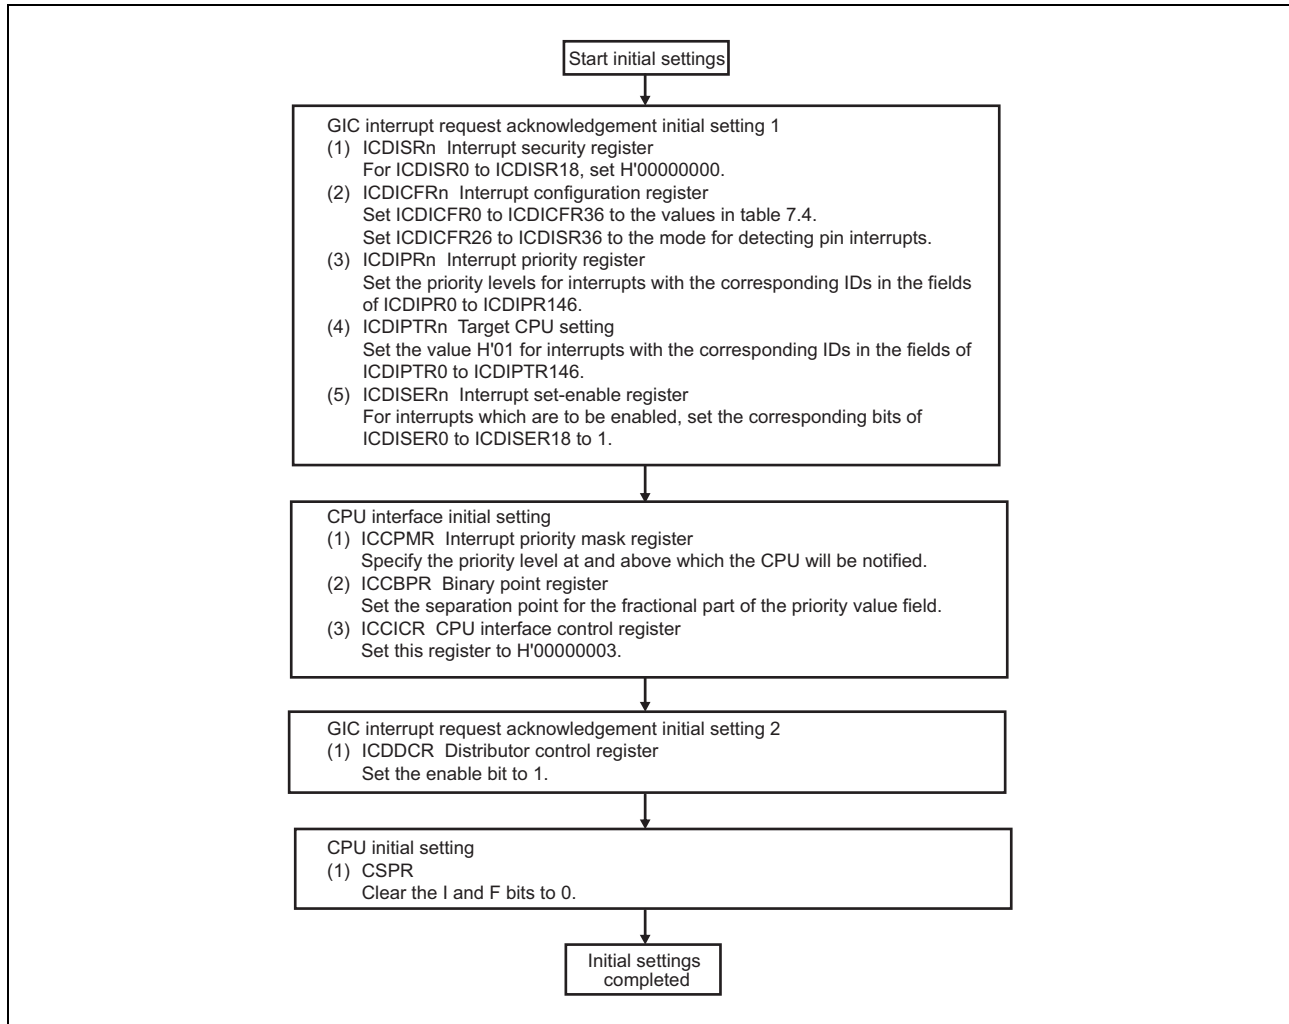 Start initial settings
GIC interrupt request acknowledgement initial setting 1
(1) ICDISRn Interrupt security register
For ICDISR0 to ICDISR18, set H'00000000.
(2) ICDICFRn Interrupt configuration register
Set ICDICFR0 to ICDICFR36 to the values in table 7.4.
Set ICDICFR26 to ICDISR36 to the mode for detecting pin interrupts.
(3) ICDIPRn Interrupt priority register
Set the priority levels for interrupts with the corresponding IDs in the fields
of ICDIPR0 to ICDIPR146.
(4) ICDIPTRn Target CPU setting
Set the value H'01 for interrupts with the corresponding IDs in the fields of
ICDIPTR0 to ICDIPTR146.
(5) ICDISERn Interrupt set-enable register
For interrupts which are to be enabled, set the corresponding bits of
ICDISER0 to ICDISER18 to 1.
CPU interface initial setting
(1) ICCPMR Interrupt priority mask register
Specify the priority level at and above which the CPU will be notified.
(2) ICCBPR Binary point register
Set the separation point for the fractional part of the priority value field.
(3) ICCICR CPU interface control register
Set this register to H'00000003.
GIC interrupt request acknowledgement initial setting 2
(1) ICDDCR Distributor control register
Set the enable bit to 1.
CPU initial setting
(1) CSPR
Clear the I and F bits to 0.
Initial settings
completed